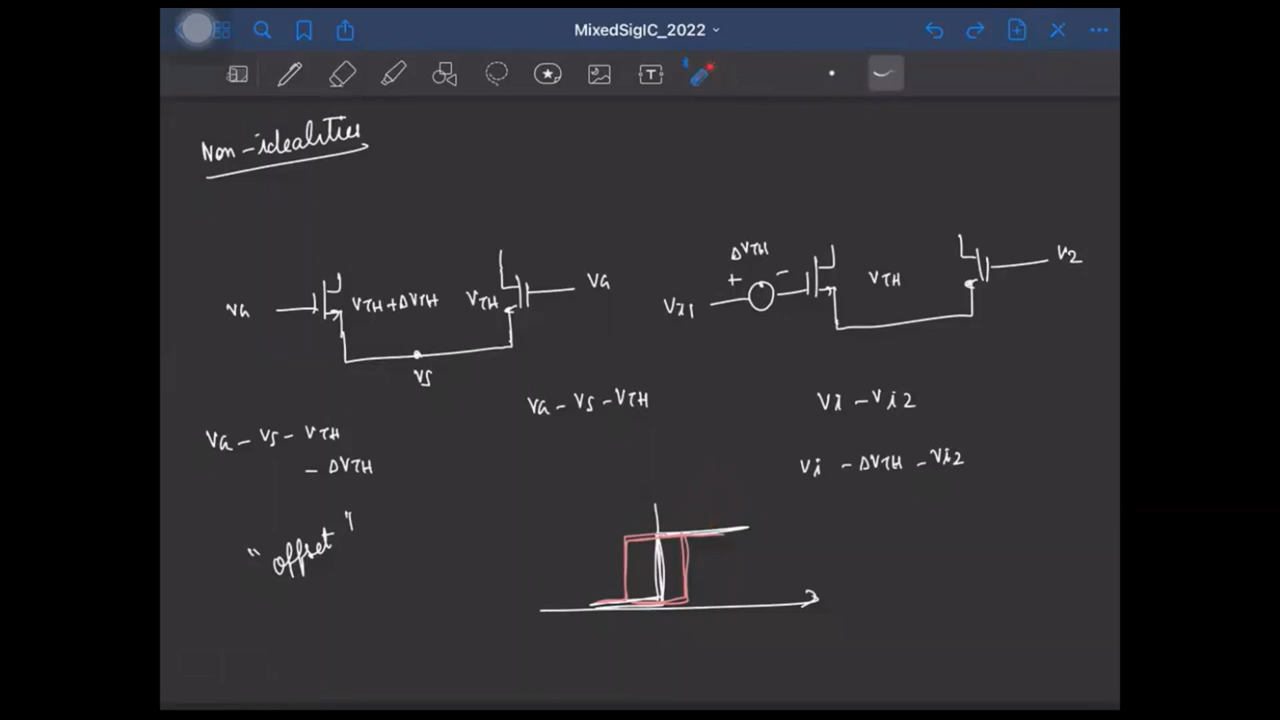 MixedSigIC_2022
Non-idealities
VG
VTH + ΔVTH
VTH
VG
VS
ΔVTH
+
-
Vi1
VTH
V2
VG - VS - VTH
- ΔVTH
VG - VS - VTH
Vi - Vi2
Vi - ΔVTH - Vi2
"offset"